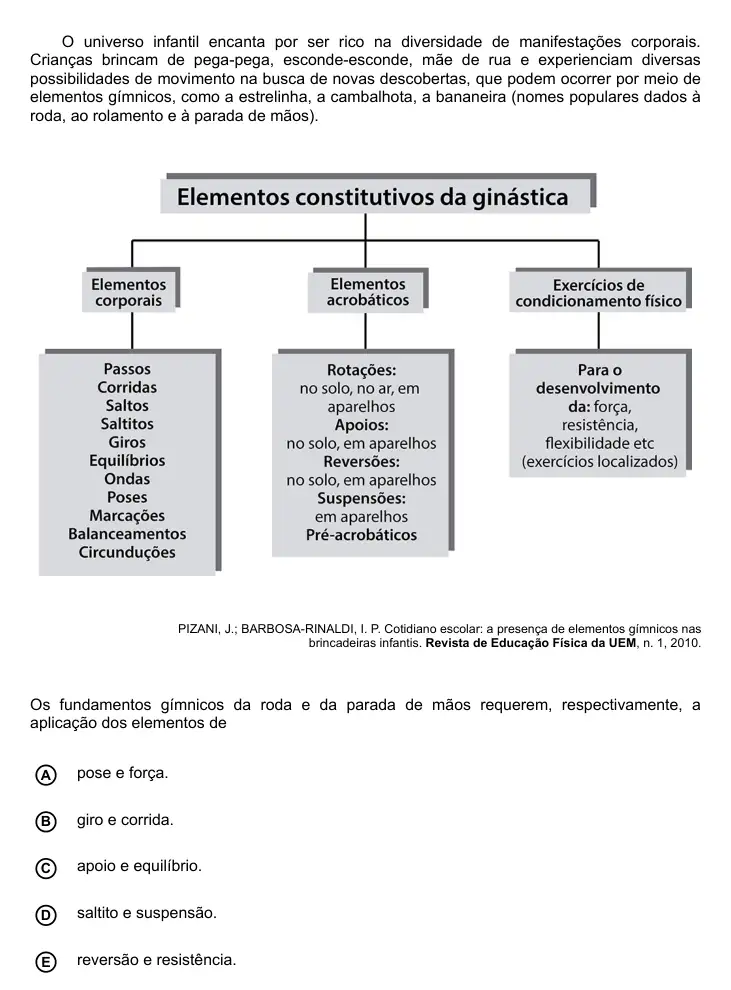 O universo infantil encanta por ser rico na diversidade de manifestações corporais.
Crianças brincam de pega-pega, esconde-esconde, mãe de rua e experienciam diversas
possibilidades de movimento na busca de novas descobertas, que podem ocorrer por meio de
elementos gímnicos, como a estrelinha, a cambalhota, a bananeira (nomes populares dados à
roda, ao rolamento e à parada de mãos).
Elementos constitutivos da ginástica
Elementos
corporais
Passos
Corridas
Saltos
Saltitos
Giros
Equilíbrios
Ondas
Poses
Marcações
Balanceamentos
Circunduções
Elementos
acrobáticos
Rotações:
no solo, no ar, em
aparelhos
Apoios:
no solo, em aparelhos
Reversões:
no solo, em aparelhos
Suspensões:
em aparelhos
Pré-acrobáticos
Exercícios de
condicionamento físico
Para o
desenvolvimento
da: força,
resistência,
flexibilidade etc
(exercícios localizados)
PIZANI, J.; BARBOSA-RINALDI, I. P. Cotidiano escolar: a presença de elementos gímnicos nas
brincadeiras infantis. Revista de Educação Física da UEM, n. 1, 2010.
Os fundamentos gímnicos da roda e da parada de mãos requerem, respectivamente, a
aplicação dos elementos de
A pose e força.
B giro e corrida.
C apoio e equilíbrio.
D saltito e suspensão.
E reversão e resistência.